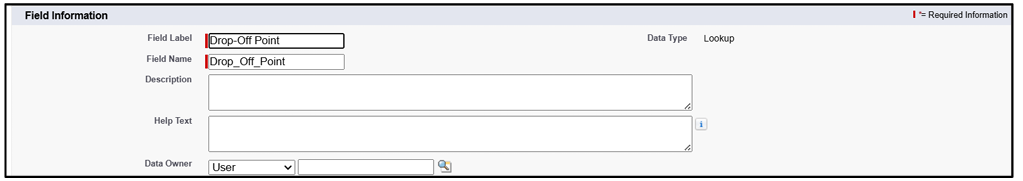 Field Information
*= Required Information
Field Label Drop-Off Point Data Type Lookup
Field Name Drop_Off_Point
Description
Help Text
i
Data Owner User